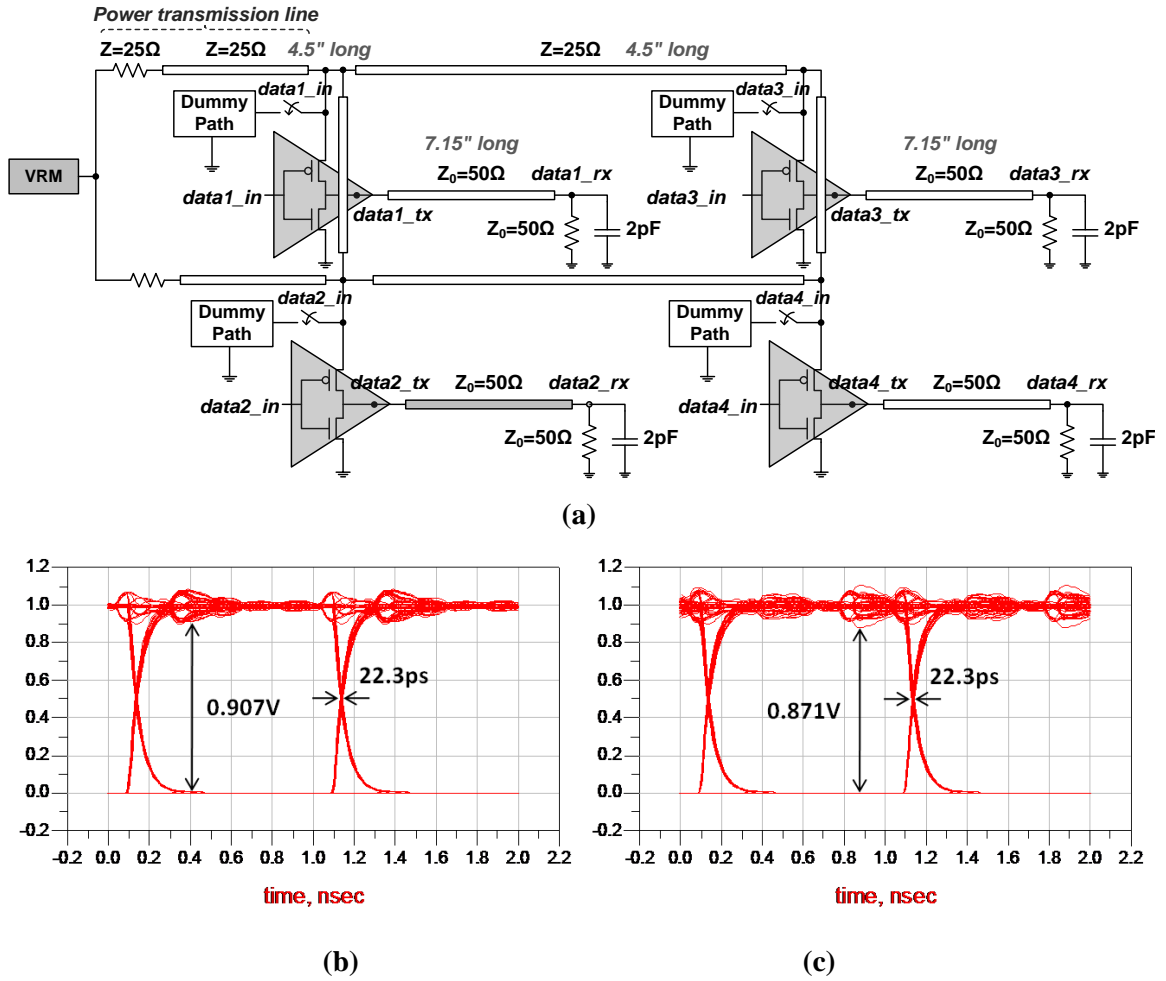 Power transmission line
Z=25Ω Z=25Ω 4.5" long Z=25Ω 4.5" long
data1_in data3_in
Dummy Path Dummy Path
7.15" long 7.15" long
VRM
Z₀=50Ω data1_rx Z₀=50Ω data3_rx
data1_in data1_tx data3_in data3_tx
Z₀=50Ω 2pF Z₀=50Ω 2pF
data2_in data4_in
Dummy Path Dummy Path
data2_tx Z₀=50Ω data2_rx data4_tx Z₀=50Ω data4_rx
data2_in data4_in
Z₀=50Ω 2pF Z₀=50Ω 2pF
(a)
1.2
1.0
0.8
0.6
0.4
0.2
0.0
-0.2
-0.2 0.0 0.2 0.4 0.6 0.8 1.0 1.2 1.4 1.6 1.8 2.0 2.2
0.907V
22.3ps
time, nsec
(b)
1.2
1.0
0.8
0.6
0.4
0.2
0.0
-0.2
-0.2 0.0 0.2 0.4 0.6 0.8 1.0 1.2 1.4 1.6 1.8 2.0 2.2
0.871V
22.3ps
time, nsec
(c)